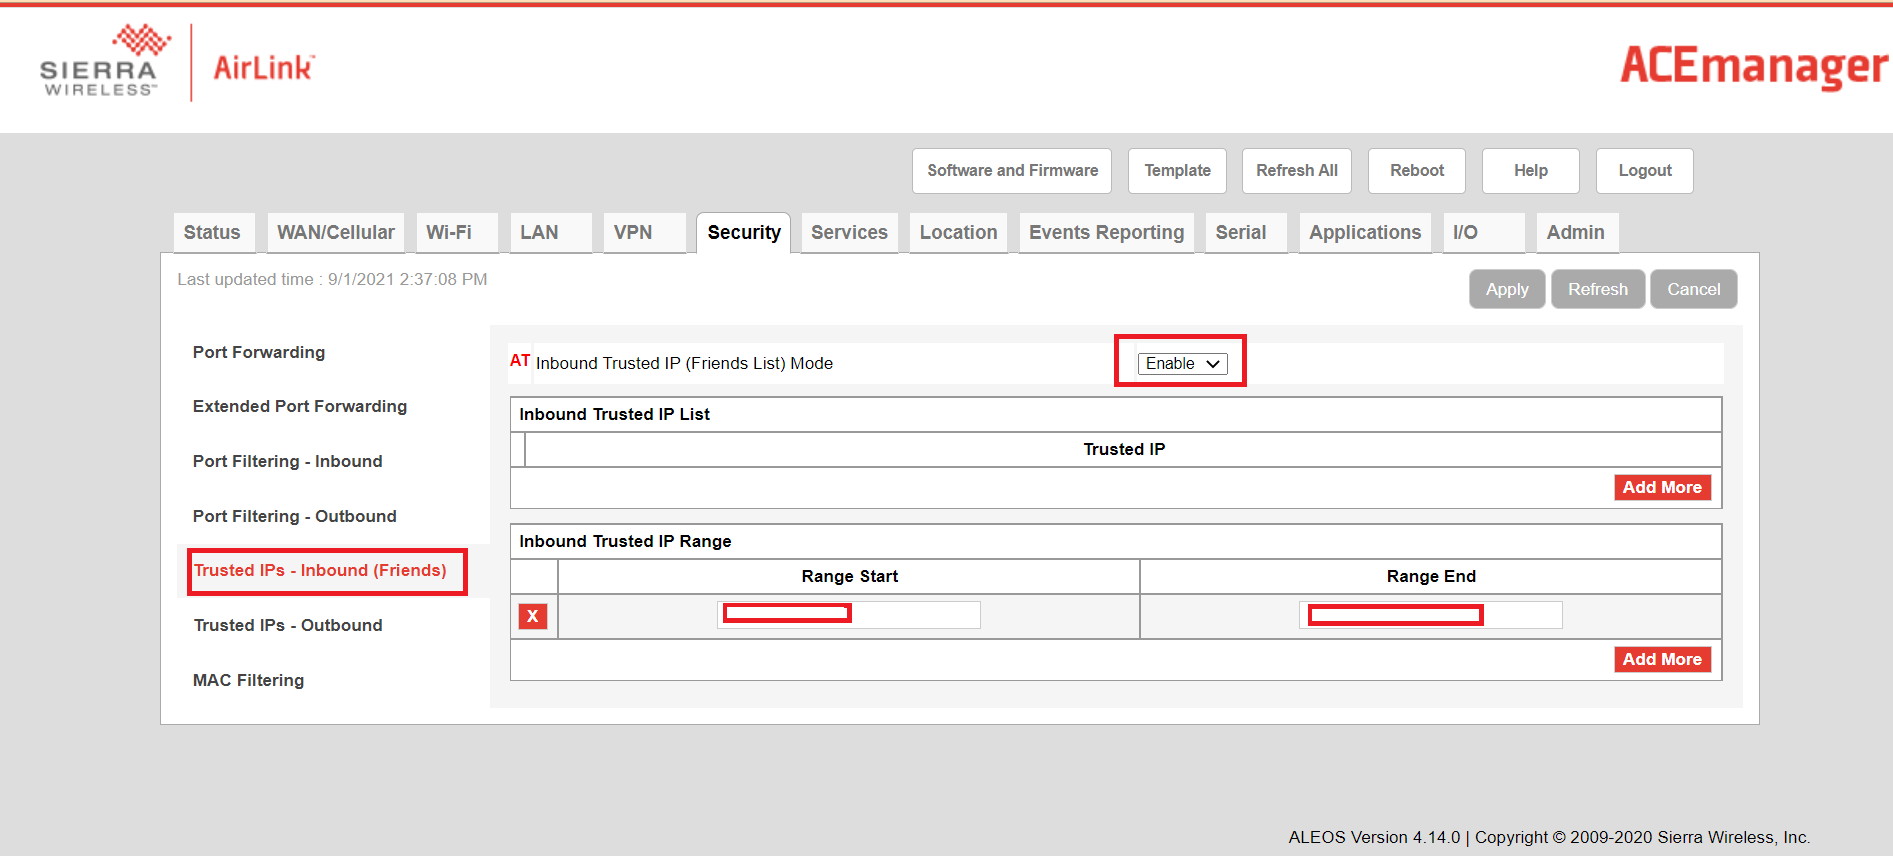 SIERRA
WIRELESS™
AirLink™
ACEmanager
Software and Firmware Template Refresh All Reboot Help Logout
Status WAN/Cellular Wi-Fi LAN VPN Security Services Location Events Reporting Serial Applications I/O Admin
Last updated time : 9/1/2021 2:37:08 PM
Apply Refresh Cancel
Port Forwarding
Extended Port Forwarding
Port Filtering - Inbound
Port Filtering - Outbound
Trusted IPs - Inbound (Friends)
Trusted IPs - Outbound
MAC Filtering
AT Inbound Trusted IP (Friends List) Mode Enable
Inbound Trusted IP List
Trusted IP
Add More
Inbound Trusted IP Range
Range Start Range End
X
Add More
ALEOS Version 4.14.0 | Copyright © 2009-2020 Sierra Wireless, Inc.